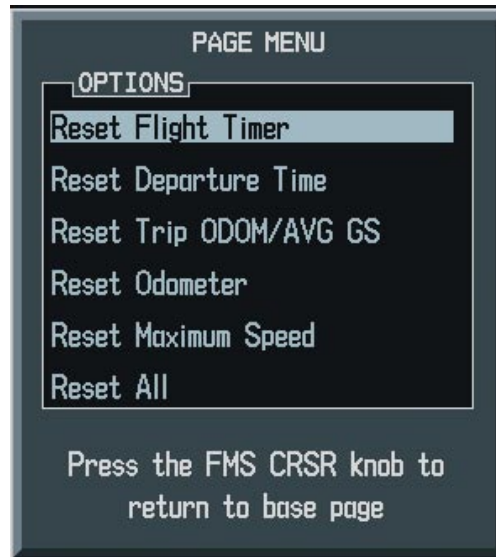 PAGE MENU
OPTIONS
Reset Flight Timer
Reset Departure Time
Reset Trip ODOM/AVG GS
Reset Odometer
Reset Maximum Speed
Reset All
Press the FMS CRSR knob to
return to base page